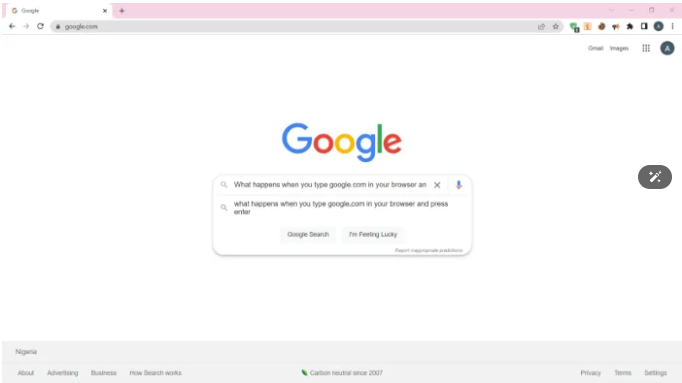 Google
google.com
Gmail Images
A
Google
What happens when you type google.com in your browser an
what happens when you type google.com in your browser and press
enter
Google Search I'm Feeling Lucky
Report inappropriate predictions
Nigeria
About Advertising Business How Search works Carbon neutral since 2007 Privacy Terms Settings